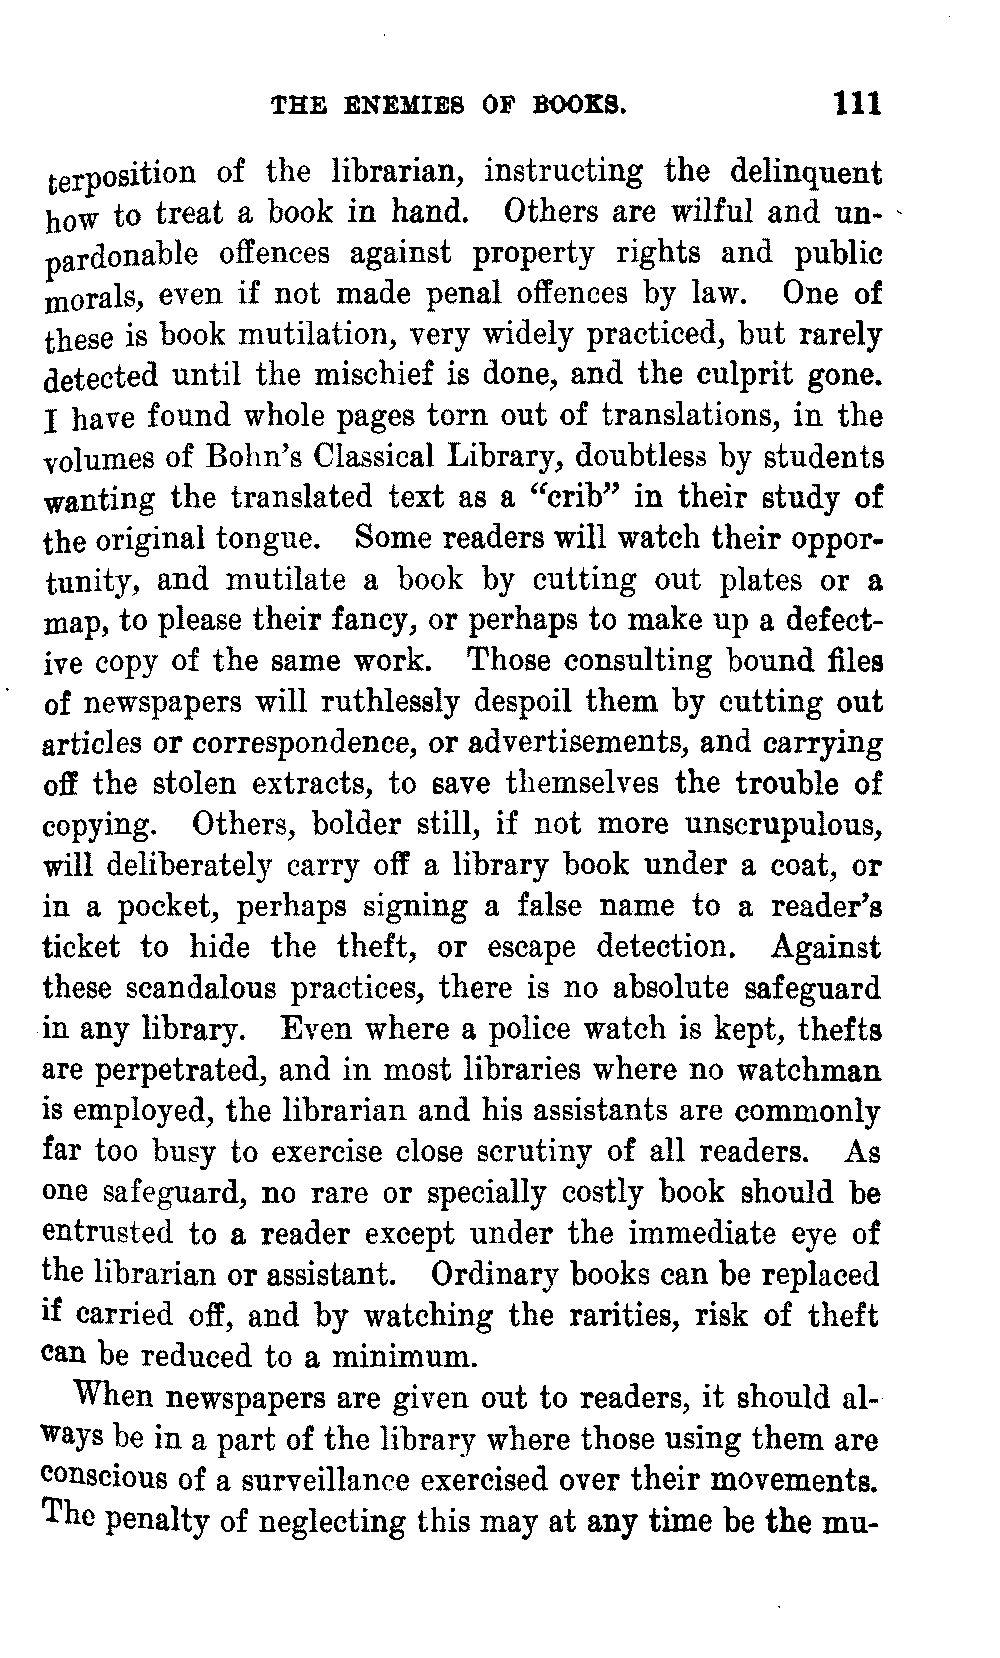 THE ENEMIES OF BOOKS. 111
terposition of the librarian, instructing the delinquent
how to treat a book in hand. Others are wilful and un-
pardonable offences against property rights and public
morals, even if not made penal offences by law. One of
these is book mutilation, very widely practiced, but rarely
detected until the mischief is done, and the culprit gone.
I have found whole pages torn out of translations, in the
volumes of Bohn's Classical Library, doubtless by students
wanting the translated text as a “crib” in their study of
the original tongue. Some readers will watch their oppor-
tunity, and mutilate a book by cutting out plates or a
map, to please their fancy, or perhaps to make up a defect-
ive copy of the same work. Those consulting bound files
of newspapers will ruthlessly despoil them by cutting out
articles or correspondence, or advertisements, and carrying
off the stolen extracts, to save themselves the trouble of
copying. Others, bolder still, if not more unscrupulous,
will deliberately carry off a library book under a coat, or
in a pocket, perhaps signing a false name to a reader's
ticket to hide the theft, or escape detection. Against
these scandalous practices, there is no absolute safeguard
in any library. Even where a police watch is kept, thefts
are perpetrated, and in most libraries where no watchman
is employed, the librarian and his assistants are commonly
far too busy to exercise close scrutiny of all readers. As
one safeguard, no rare or specially costly book should be
entrusted to a reader except under the immediate eye of
the librarian or assistant. Ordinary books can be replaced
if carried off, and by watching the rarities, risk of theft
can be reduced to a minimum.
When newspapers are given out to readers, it should al-
ways be in a part of the library where those using them are
conscious of a surveillance exercised over their movements.
The penalty of neglecting this may at any time be the mu-